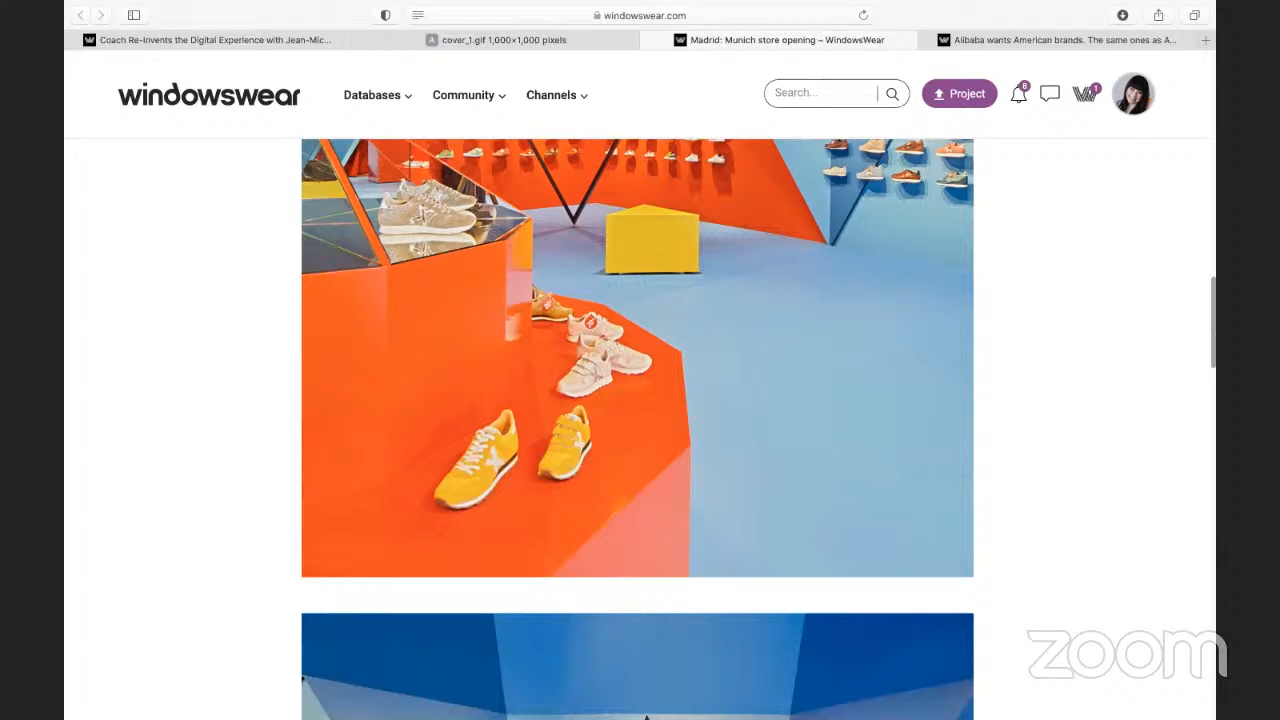 windowswear.com
Coach Re-Invents the Digital Experience with Jean-Mic...
A cover_1.gif 1,000×1,000 pixels
Madrid: Munich store opening – WindowsWear
Alibaba wants American brands. The same ones as A...
windowswear
Databases
Community
Channels
Search...
Project
8
1
zoom